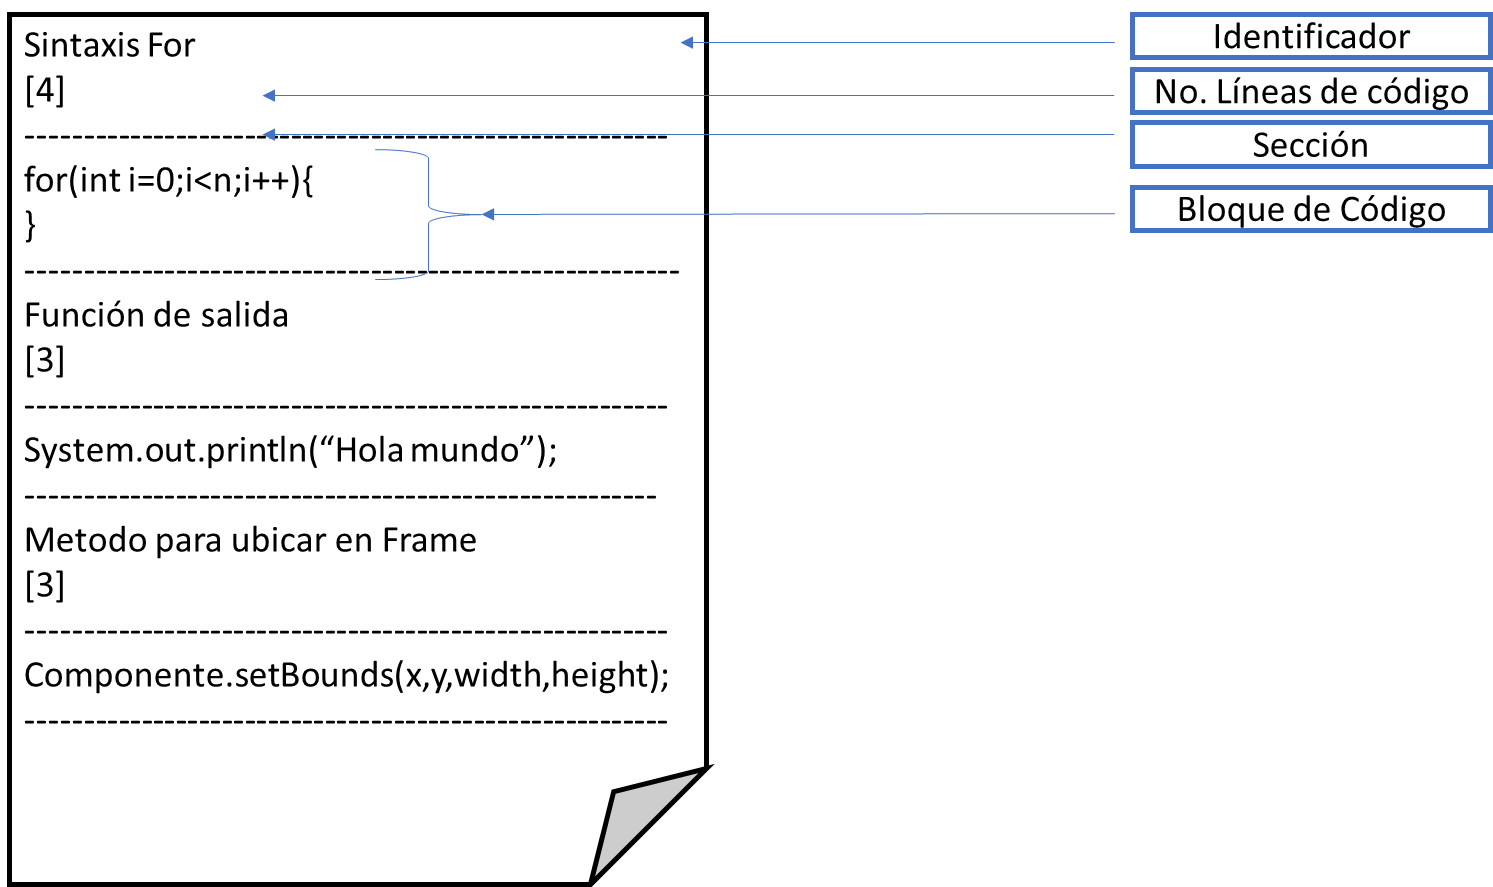 Sintaxis For
[4]
------------------------------------------------------
for(int i=0;i<n;i++){
}
-------------------------------------------------------
Función de salida
[3]
------------------------------------------------------
System.out.println(“Hola mundo”);
-----------------------------------------------------
Metodo para ubicar en Frame
[3]
------------------------------------------------------
Componente.setBounds(x,y,width,height);
------------------------------------------------------
Identificador
No. Líneas de código
Sección
Bloque de Código